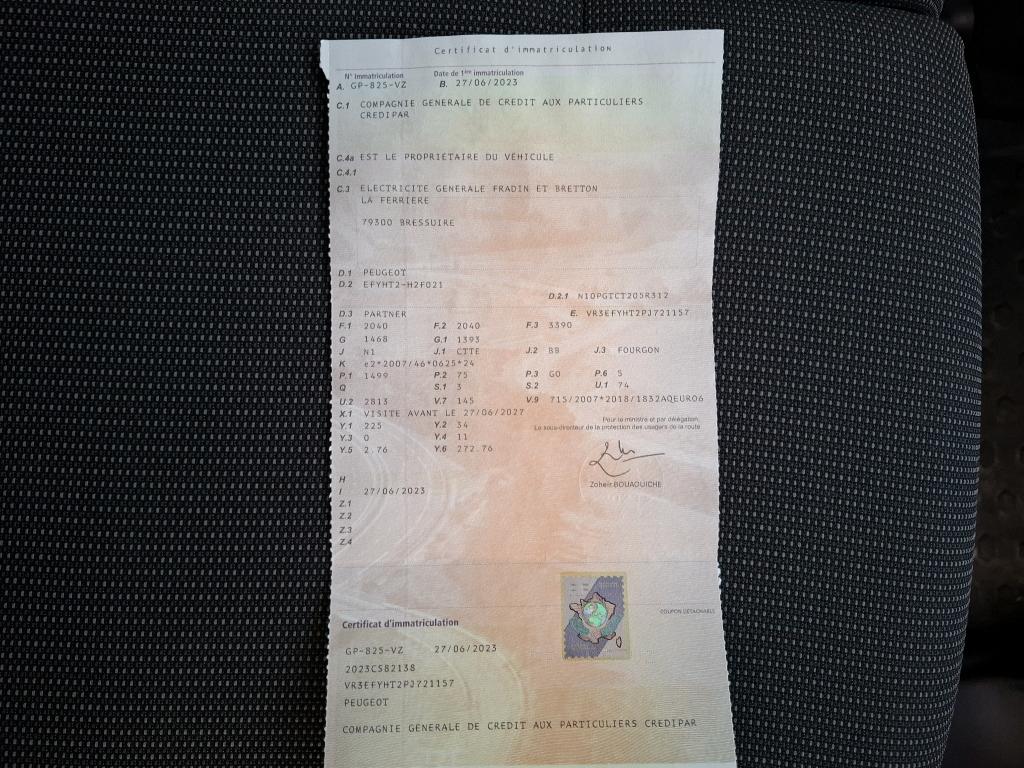 Certificat d'immatriculation
N° Immatriculation Date de 1ère immatriculation
A. GP-825-VZ B. 27/06/2023
C.1 COMPAGNIE GENERALE DE CREDIT AUX PARTICULIERS
CREDIPAR
C.4a EST LE PROPRIÉTAIRE DU VÉHICULE
C.4.1
C.3 ELECTRICITE GENERALE FRADIN ET BRETTON
LA FERRIERE
79300 BRESSUIRE
D.1 PEUGEOT
D.2 EFYHT2-H2F021
D.2.1 N10PGTCT205R312
D.3 PARTNER E. VR3EFYHT2PJ721157
F.1 2040 F.2 2040 F.3 3390
G 1468 G.1 1393
J N1 J.1 CTTE J.2 BB J.3 FOURGON
K e2*2007/46*0625*24
P.1 1499 P.2 75 P.3 GO P.6 5
Q S.1 3 S.2 U.1 74
U.2 2813 V.7 145 V.9 715/2007*2018/1832AQEURO6
X.1 VISITE AVANT LE 27/06/2027
Pour le ministre et par délégation,
Y.1 225 Y.2 34 Le sous-directeur de la protection des usagers de la route
Y.3 0 Y.4 11
Y.5 2.76 Y.6 272.76
H Zoheir BOUAOUICHE
I 27/06/2023
Z.1
Z.2
Z.3
Z.4
COUPON DÉTACHABLE
Certificat d'immatriculation
GP-825-VZ 27/06/2023
2023CS82138
VR3EFYHT2PJ721157
PEUGEOT
COMPAGNIE GENERALE DE CREDIT AUX PARTICULIERS CREDIPAR